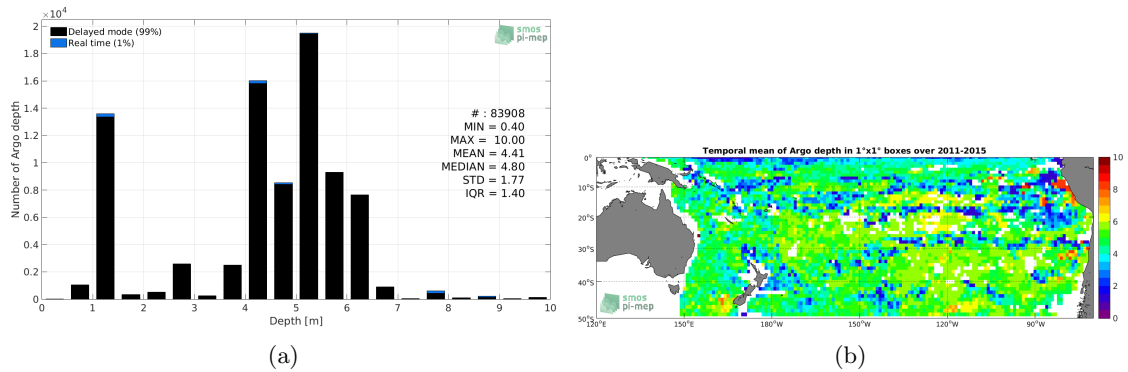 ×10⁴
Delayed mode (99%)
Real time (1%)
smos
pi-mep
2
1.8
1.6
1.4
1.2
1
0.8
0.6
0.4
0.2
0
Number of Argo depth
# : 83908
MIN = 0.40
MAX = 10.00
MEAN = 4.41
MEDIAN = 4.80
STD = 1.77
IQR = 1.40
0 1 2 3 4 5 6 7 8 9 10
Depth [m]
(a)
Temporal mean of Argo depth in 1°x1° boxes over 2011-2015
0°
10°S
20°S
30°S
40°S
50°S
120°E 150°E 180°W 150°W 120°W 90°W
smos
pi-mep
10
8
6
4
2
0
(b)